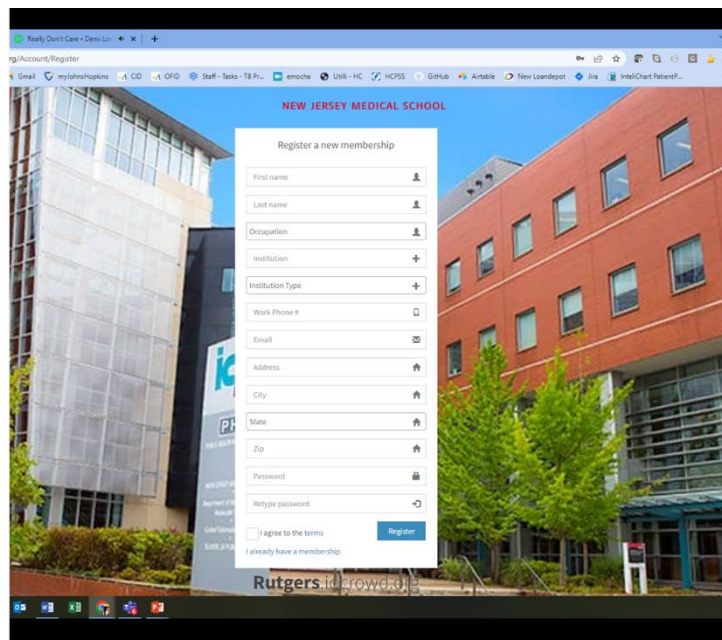 Really Don't Care • Demi Lov
rg/Account/Register
Gmail myJohnsHopkins CID OFID Staff - Tasks - TB Pr... emocha Utilli - HC HCPSS GitHub Airtable New Loandepot Jira InteliChart PatientP...
NEW JERSEY MEDICAL SCHOOL
Register a new membership
First name
Last name
Occupation
Institution
Institution Type
Work Phone #
Email
Address
City
State
Zip
Password
Retype password
I agree to the terms
Register
I already have a membership
Rutgers.idcrowd.org